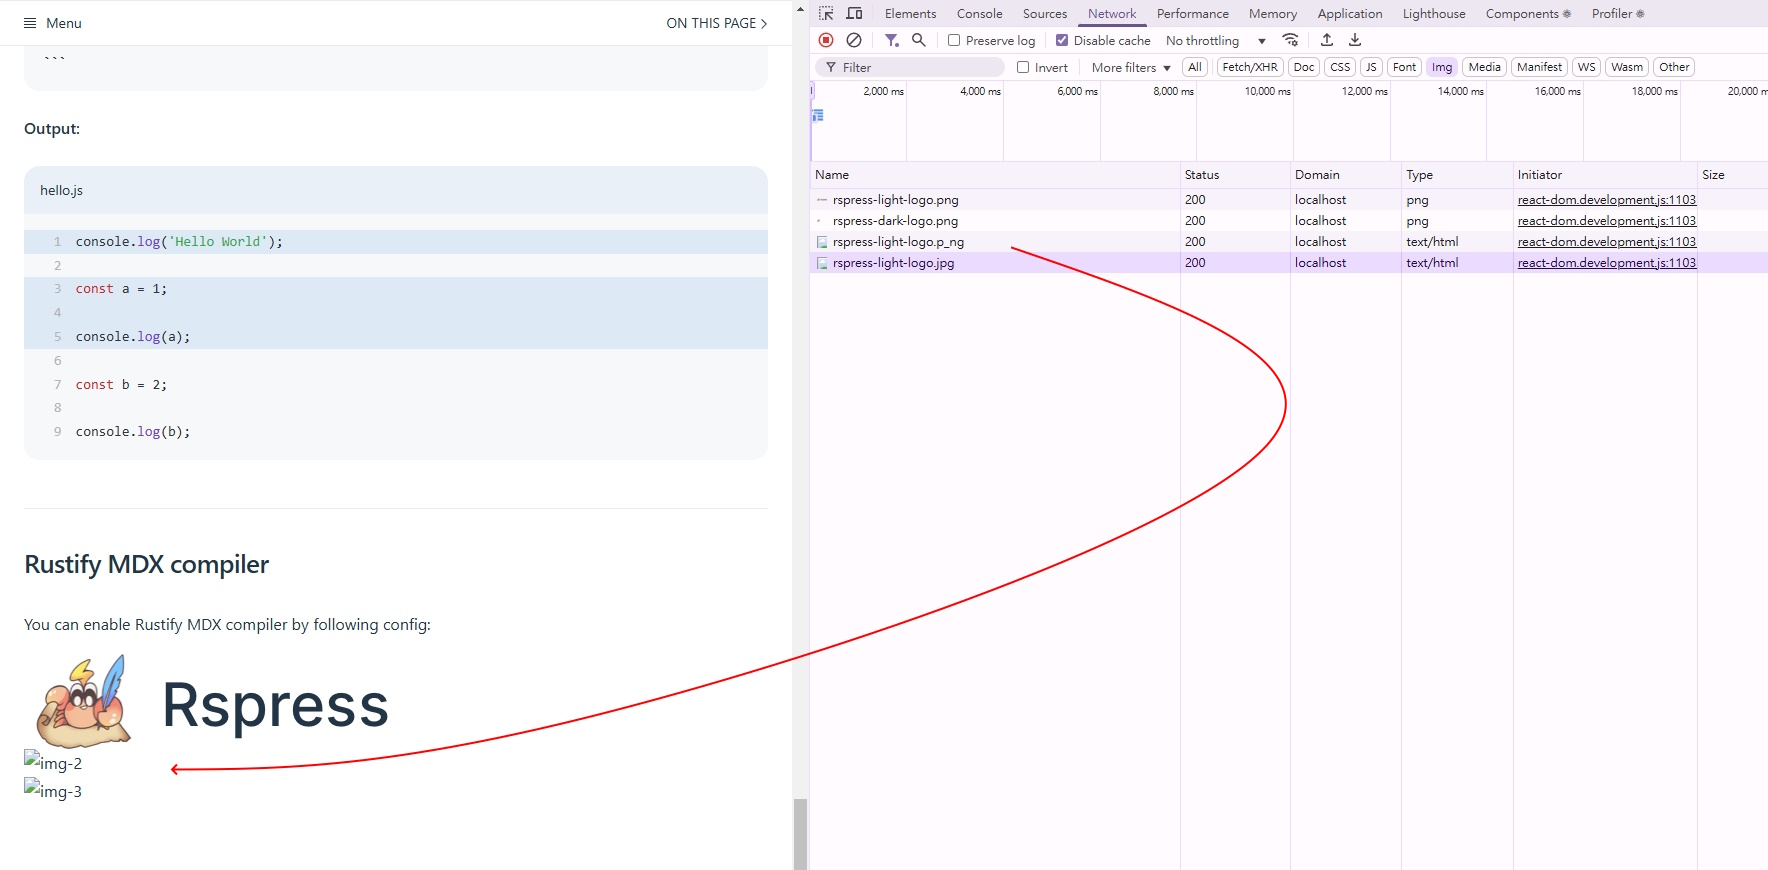 Menu
ON THIS PAGE
```
Output:
hello.js
1 console.log('Hello World');
2
3 const a = 1;
4
5 console.log(a);
6
7 const b = 2;
8
9 console.log(b);
Rustify MDX compiler
You can enable Rustify MDX compiler by following config:
Rspress
img-2
img-3
Elements Console Sources Network Performance Memory Application Lighthouse Components Profiler
Preserve log Disable cache No throttling
Filter Invert More filters All Fetch/XHR Doc CSS JS Font Img Media Manifest WS Wasm Other
2,000 ms 4,000 ms 6,000 ms 8,000 ms 10,000 ms 12,000 ms 14,000 ms 16,000 ms 18,000 ms 20,000 m
Name Status Domain Type Initiator Size
rspress-light-logo.png 200 localhost png react-dom.development.js:1103
rspress-dark-logo.png 200 localhost png react-dom.development.js:1103
rspress-light-logo.p_ng 200 localhost text/html react-dom.development.js:1103
rspress-light-logo.jpg 200 localhost text/html react-dom.development.js:1103